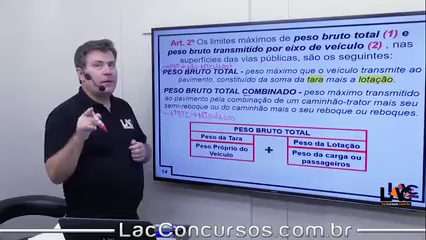 Art. 2º Os limites máximos de peso bruto total (1) e
peso bruto transmitido por eixo de veículo (2) , nas
superfícies das vias públicas, são os seguintes:
PESO BRUTO TOTAL - peso máximo que o veículo transmite ao
pavimento, constituído da soma da tara mais a lotação.
PESO BRUTO TOTAL COMBINADO - peso máximo transmitido
ao pavimento pela combinação de um caminhão-trator mais seu
semi-reboque ou do caminhão mais o seu reboque ou reboques.
PESO BRUTO TOTAL
Peso da Tara
Peso Próprio do
Veículo
+
Peso da Lotação
Peso da carga ou
passageiros
14
LAC
LacConcursos.com.br